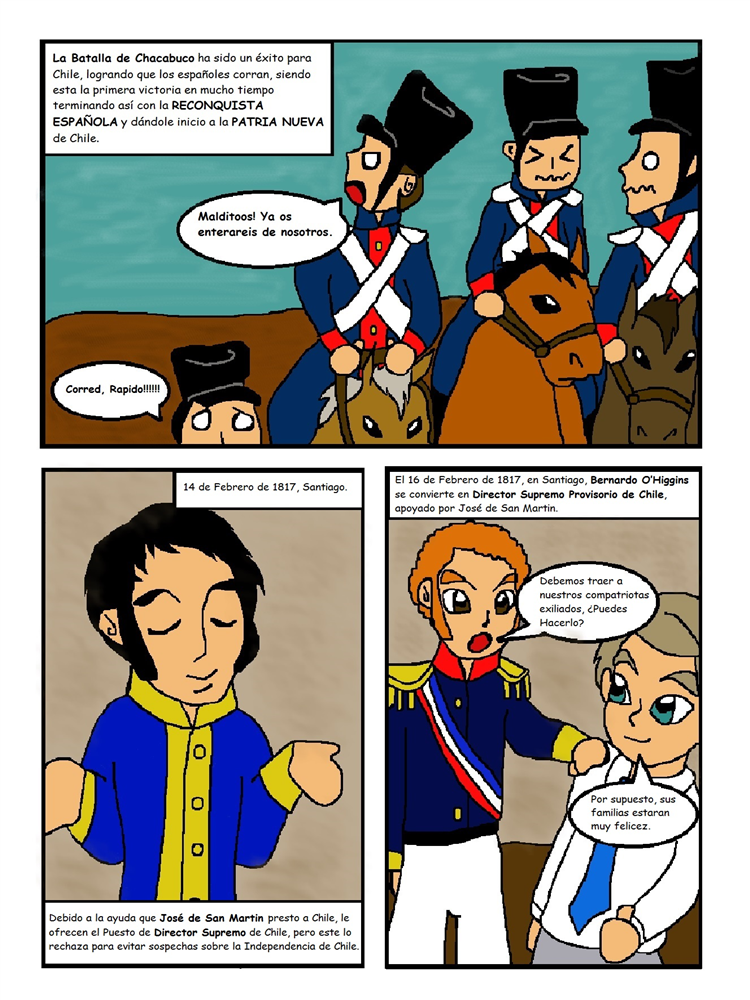 La Batalla de Chacabuco ha sido un éxito para
Chile, logrando que los españoles corran, siendo
esta la primera victoria en mucho tiempo
terminando así con la RECONQUISTA
ESPAÑOLA y dándole inicio a la PATRIA NUEVA
de Chile.
Malditoos! Ya os
enterareis de nosotros.
Corred, Rapido!!!!!!
14 de Febrero de 1817, Santiago.
Debido a la ayuda que José de San Martin presto a Chile, le
ofrecen el Puesto de Director Supremo de Chile, pero este lo
rechaza para evitar sospechas sobre la Independencia de Chile.
El 16 de Febrero de 1817, en Santiago, Bernardo O'Higgins
se convierte en Director Supremo Provisorio de Chile,
apoyado por José de San Martin.
Debemos traer a
nuestros compatriotas
exiliados, ¿Puedes
Hacerlo?
Por supuesto, sus
familias estaran
muy felicez.